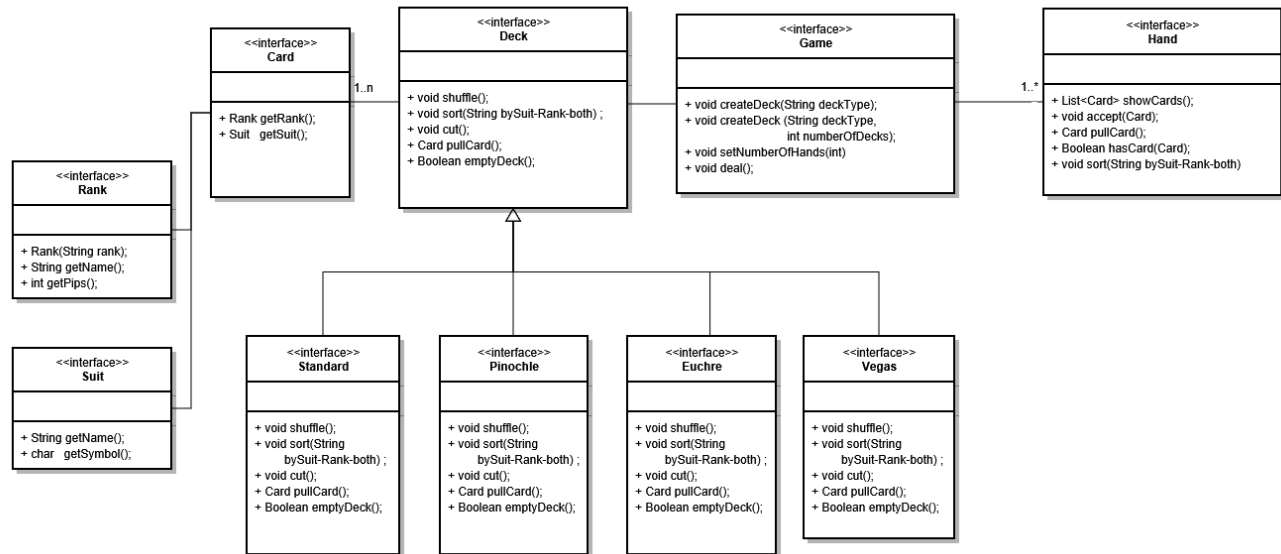 <<interface>>
Card
+ Rank getRank();
+ Suit getSuit();
1..n
<<interface>>
Deck
+ void shuffle();
+ void sort(String bySuit-Rank-both) ;
+ void cut();
+ Card pullCard();
+ Boolean emptyDeck();
<<interface>>
Game
+ void createDeck(String deckType);
+ void createDeck (String deckType,
int numberOfDecks);
+ void setNumberOfHands(int)
+ void deal();
1..*
<<interface>>
Hand
+ List<Card> showCards();
+ void accept(Card);
+ Card pullCard();
+ Boolean hasCard(Card);
+ void sort(String bySuit-Rank-both)
<<interface>>
Rank
+ Rank(String rank);
+ String getName();
+ int getPips();
<<interface>>
Suit
+ String getName();
+ char getSymbol();
<<interface>>
Standard
+ void shuffle();
+ void sort(String
bySuit-Rank-both) ;
+ void cut();
+ Card pullCard();
+ Boolean emptyDeck();
<<interface>>
Pinochle
+ void shuffle();
+ void sort(String
bySuit-Rank-both) ;
+ void cut();
+ Card pullCard();
+ Boolean emptyDeck();
<<interface>>
Euchre
+ void shuffle();
+ void sort(String
bySuit-Rank-both) ;
+ void cut();
+ Card pullCard();
+ Boolean emptyDeck();
<<interface>>
Vegas
+ void shuffle();
+ void sort(String
bySuit-Rank-both) ;
+ void cut();
+ Card pullCard();
+ Boolean emptyDeck();